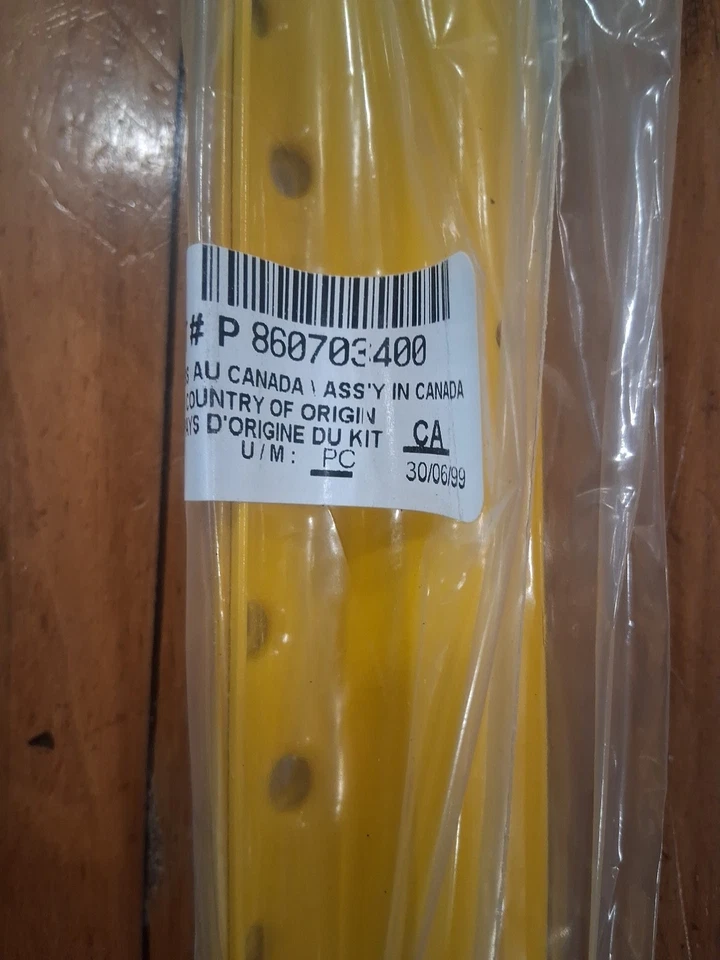 # P 860703400
AU CANADA \ ASS'Y IN CANADA
COUNTRY OF ORIGIN
D'ORIGINE DU KIT CA
U/M: PC
30/06/99